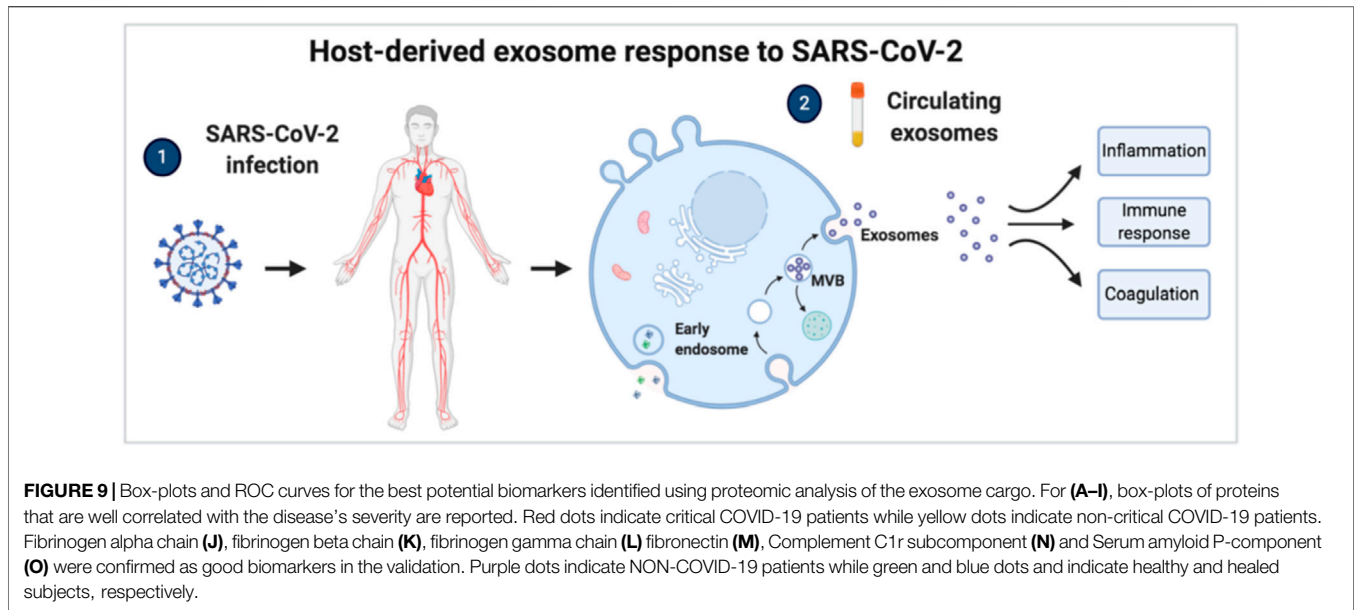 Host-derived exosome response to SARS-CoV-2
1
SARS-CoV-2
infection
2
Circulating
exosomes
Exosomes
MVB
Early
endosome
Inflammation
Immune
response
Coagulation
FIGURE 9 | Box-plots and ROC curves for the best potential biomarkers identified using proteomic analysis of the exosome cargo. For (A–I), box-plots of proteins
that are well correlated with the disease's severity are reported. Red dots indicate critical COVID-19 patients while yellow dots indicate non-critical COVID-19 patients.
Fibrinogen alpha chain (J), fibrinogen beta chain (K), fibrinogen gamma chain (L) fibronectin (M), Complement C1r subcomponent (N) and Serum amyloid P-component
(O) were confirmed as good biomarkers in the validation. Purple dots indicate NON-COVID-19 patients while green and blue dots and indicate healthy and healed
subjects, respectively.